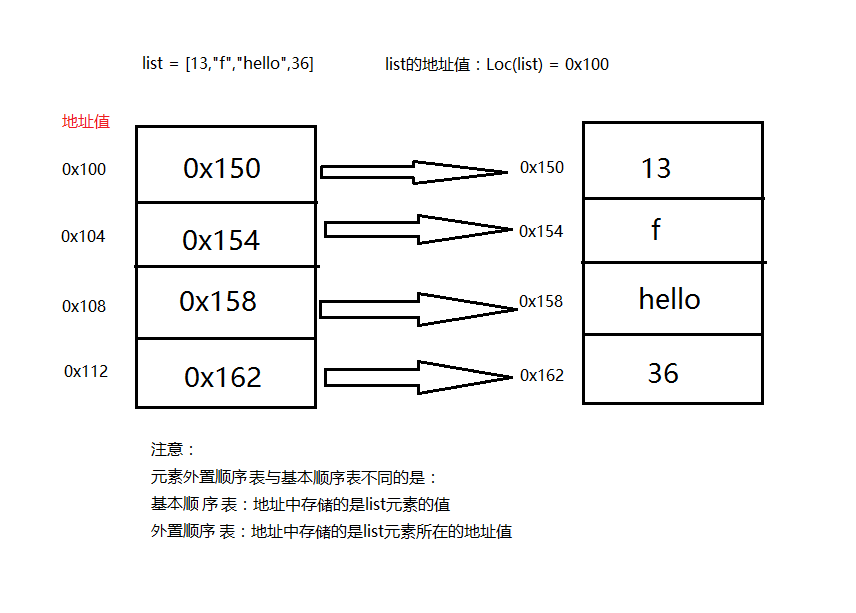 list = [13,"f","hello",36]	list的地址值：Loc(list) = 0x100
地址值
0x100	0x150	0x150	13
0x104	0x154	0x154	f
0x108	0x158	0x158	hello
0x112	0x162	0x162	36
注意：
元素外置顺序表与基本顺序表不同的是：
基本顺序表：地址中存储的是list元素的值
外置顺序表：地址中存储的是list元素所在的地址值